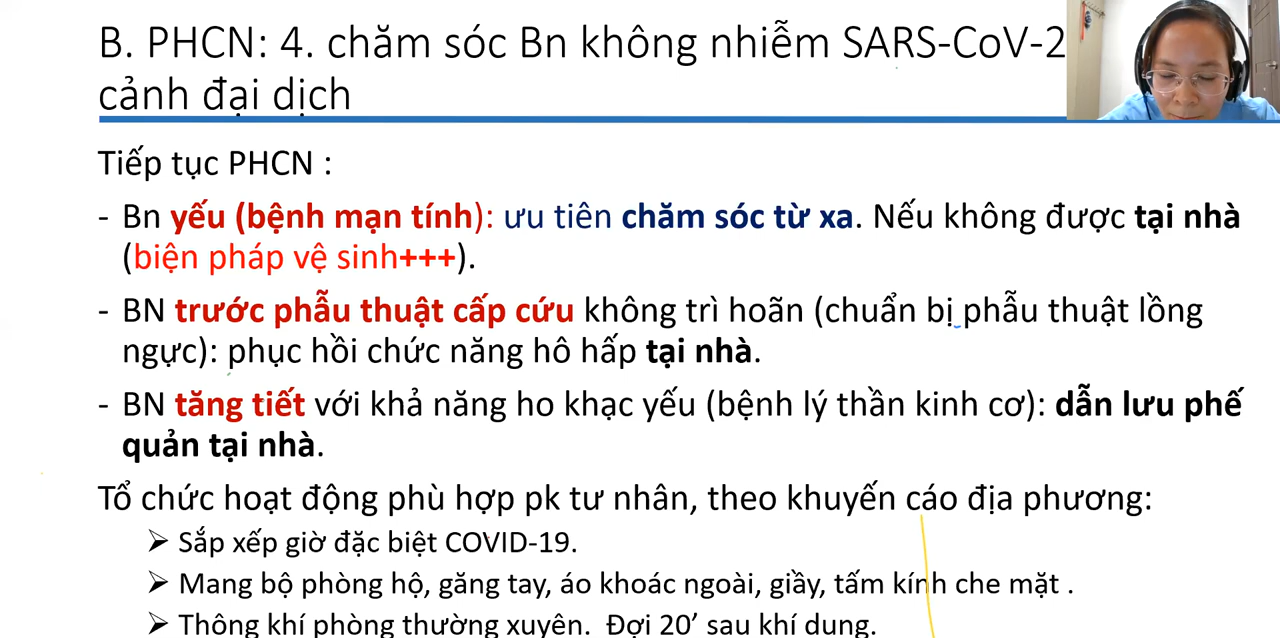 B. PHCN: 4. chăm sóc Bn không nhiễm SARS-CoV-2
cảnh đại dịch
Tiếp tục PHCN :
- Bn yếu (bệnh mạn tính): ưu tiên chăm sóc từ xa. Nếu không được tại nhà
(biện pháp vệ sinh+++).
- BN trước phẫu thuật cấp cứu không trì hoãn (chuẩn bị phẫu thuật lồng
ngực): phục hồi chức năng hô hấp tại nhà.
- BN tăng tiết với khả năng ho khạc yếu (bệnh lý thần kinh cơ): dẫn lưu phế
quản tại nhà.
Tổ chức hoạt động phù hợp pk tư nhân, theo khuyến cáo địa phương:
➢ Sắp xếp giờ đặc biệt COVID-19.
➢ Mang bộ phòng hộ, găng tay, áo khoác ngoài, giầy, tấm kính che mặt .
➢ Thông khí phòng thường xuyên. Đợi 20’ sau khí dung.